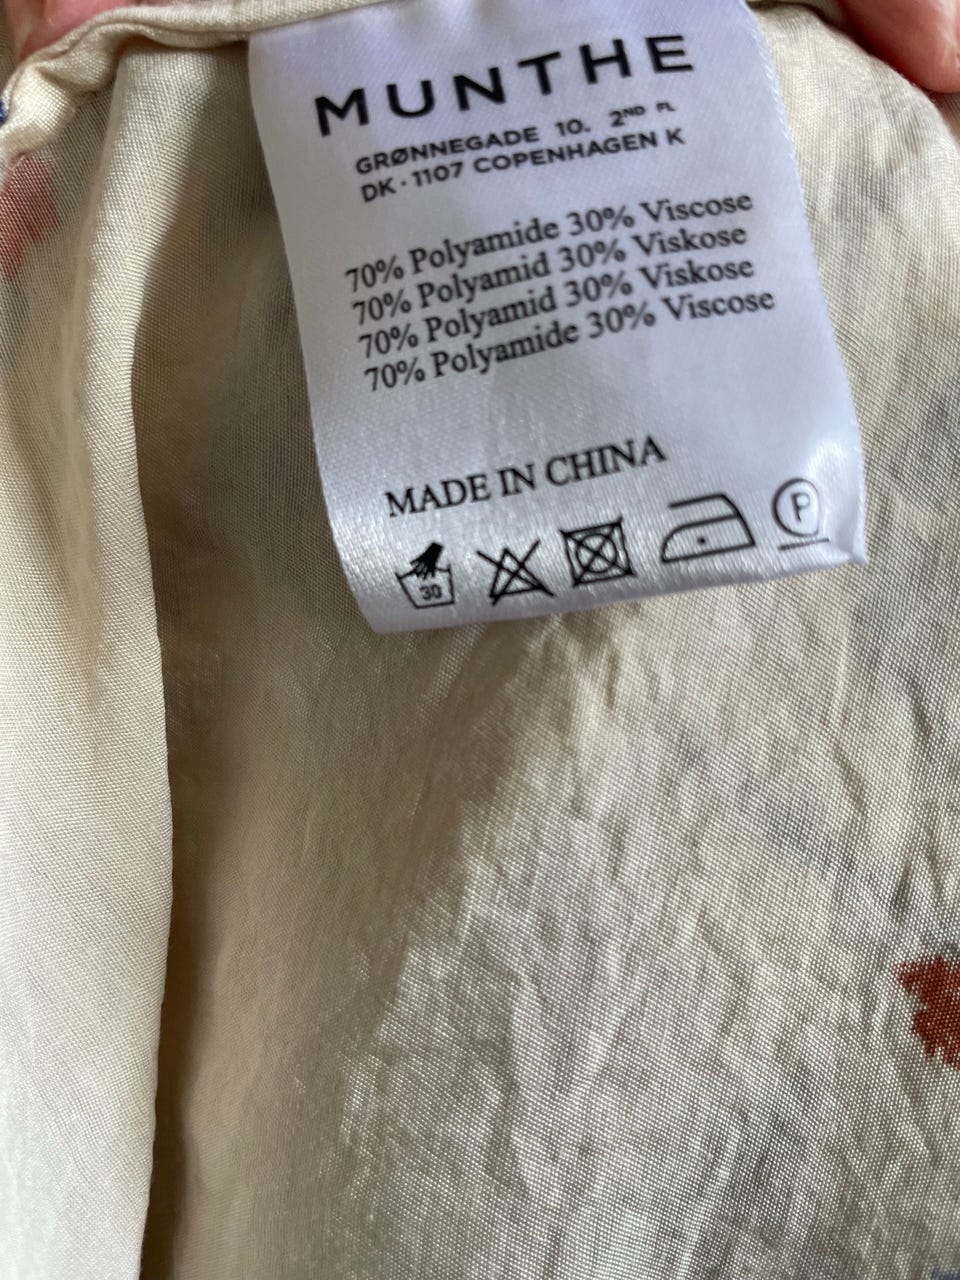 MUNTHE
GRØNNEGADE 10. 2ND FL
DK · 1107 COPENHAGEN K
70% Polyamide 30% Viscose
70% Polyamid 30% Viskose
70% Polyamid 30% Viskose
70% Polyamide 30% Viscose
MADE IN CHINA
30
P